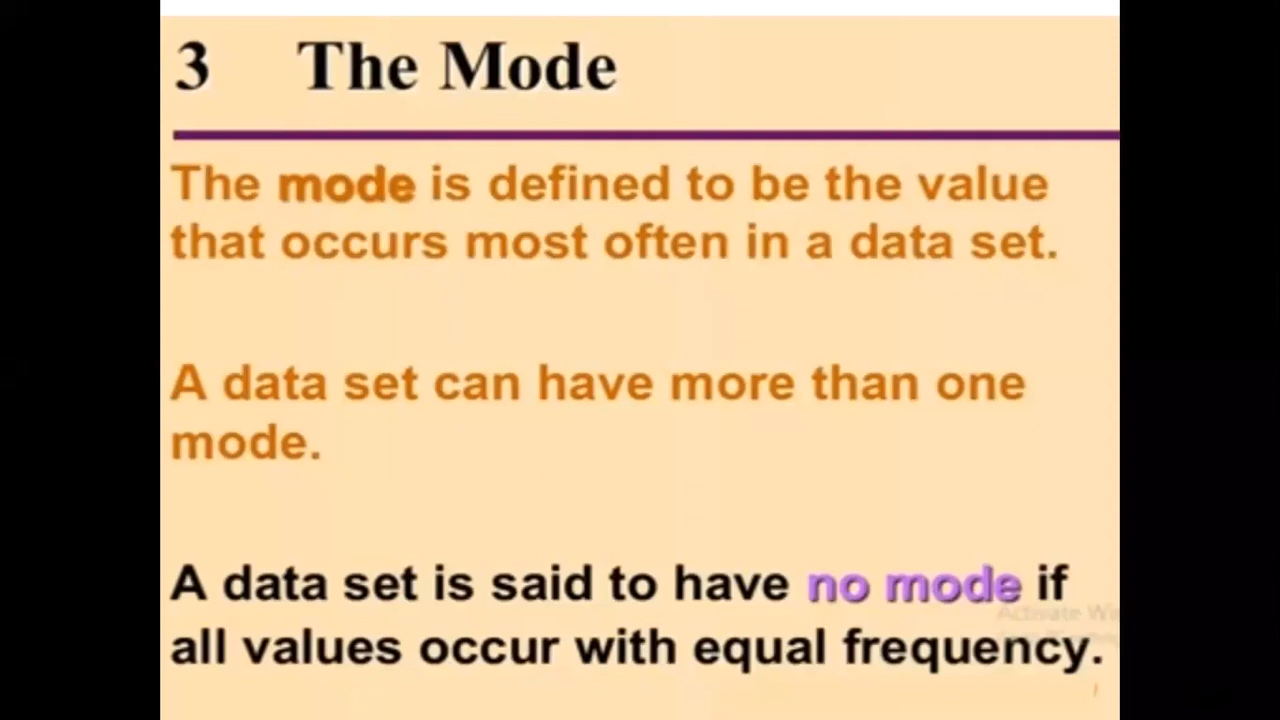 3 The Mode
The mode is defined to be the value
that occurs most often in a data set.
A data set can have more than one
mode.
A data set is said to have no mode if
Activate Wi
all values occur with equal frequency.